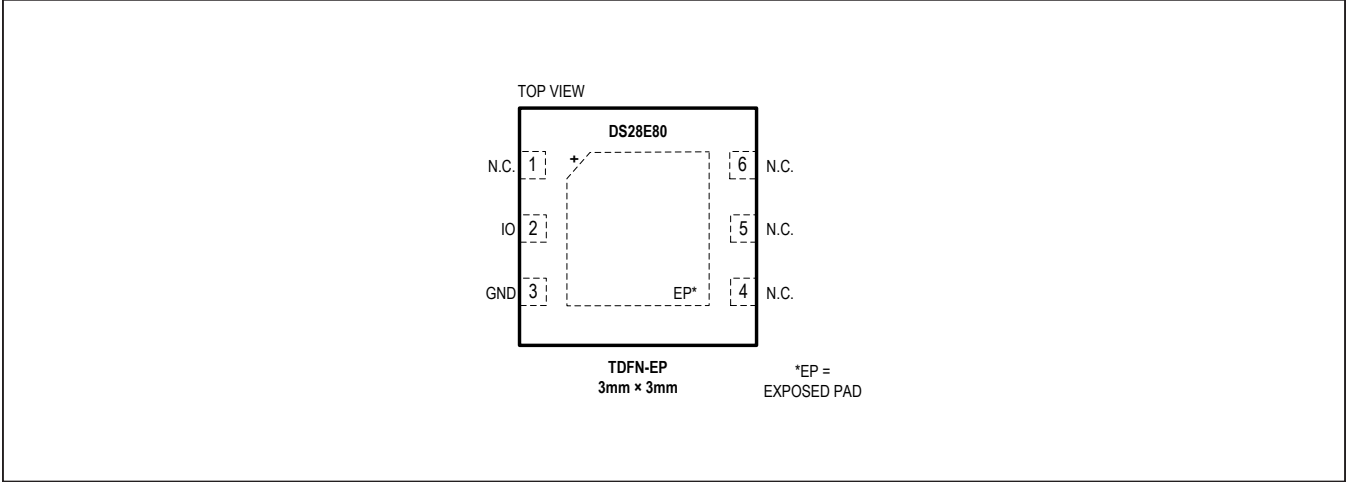 TOP VIEW
DS28E80
N.C. 1 + 6 N.C.
IO 2 5 N.C.
GND 3 EP* 4 N.C.
TDFN-EP
3mm × 3mm
*EP =
EXPOSED PAD